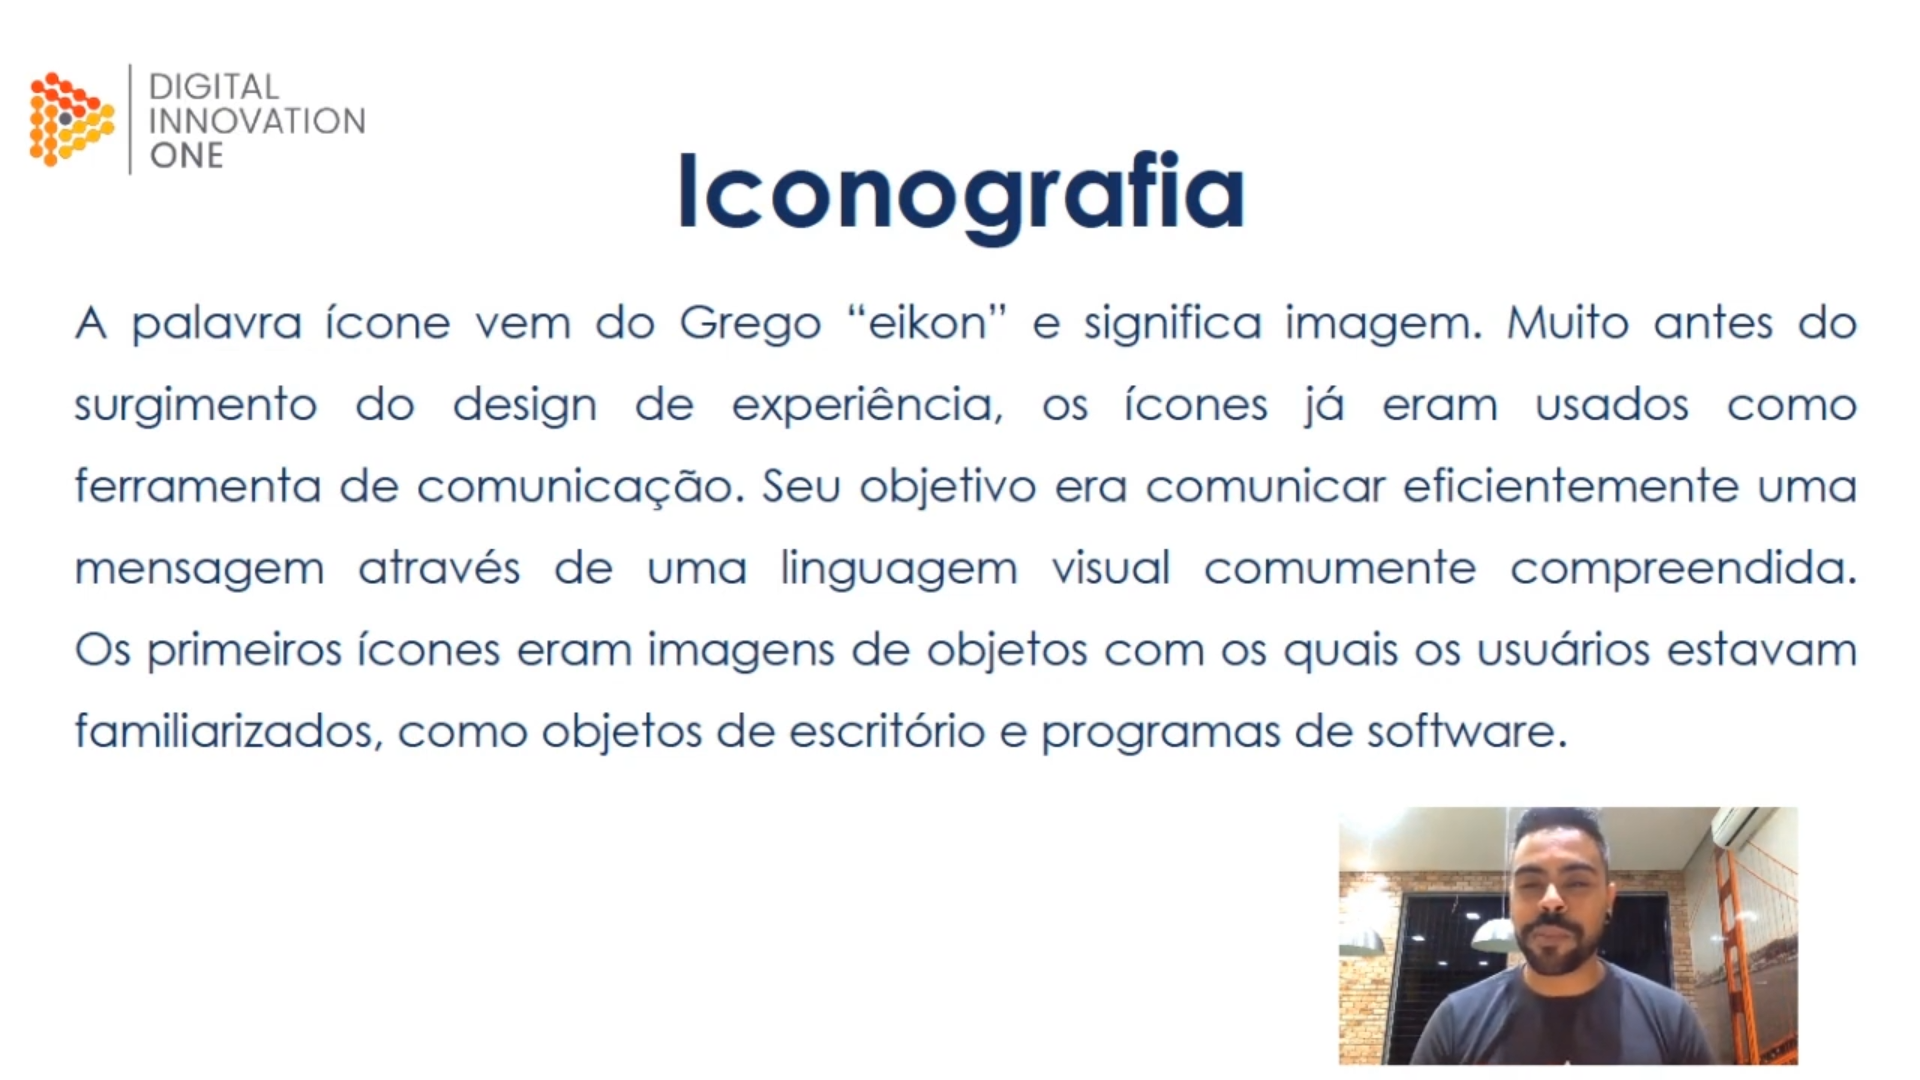 DIGITAL
INNOVATION
ONE
Iconografia
A palavra ícone vem do Grego “eikon” e significa imagem. Muito antes do
surgimento do design de experiência, os ícones já eram usados como
ferramenta de comunicação. Seu objetivo era comunicar eficientemente uma
mensagem através de uma linguagem visual comumente compreendida.
Os primeiros ícones eram imagens de objetos com os quais os usuários estavam
familiarizados, como objetos de escritório e programas de software.